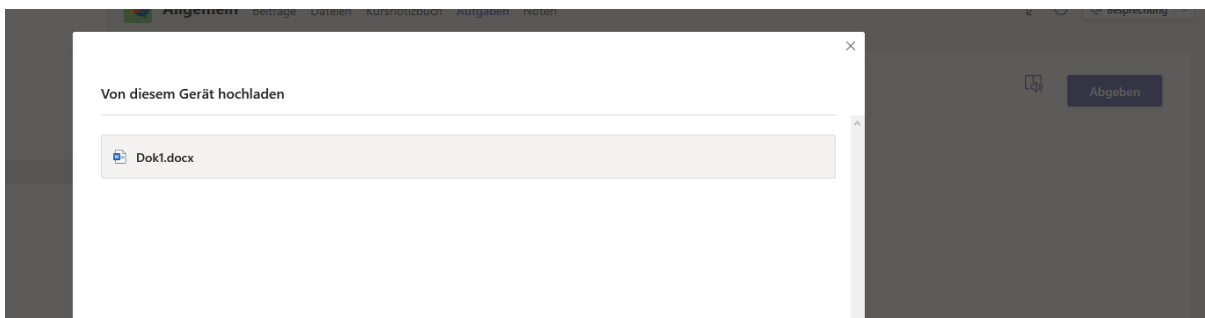 Allgemein Beiträge Dateien Kursnotizbuch Aufgaben Noten Besprechung
Von diesem Gerät hochladen
Abgeben
Dok1.docx